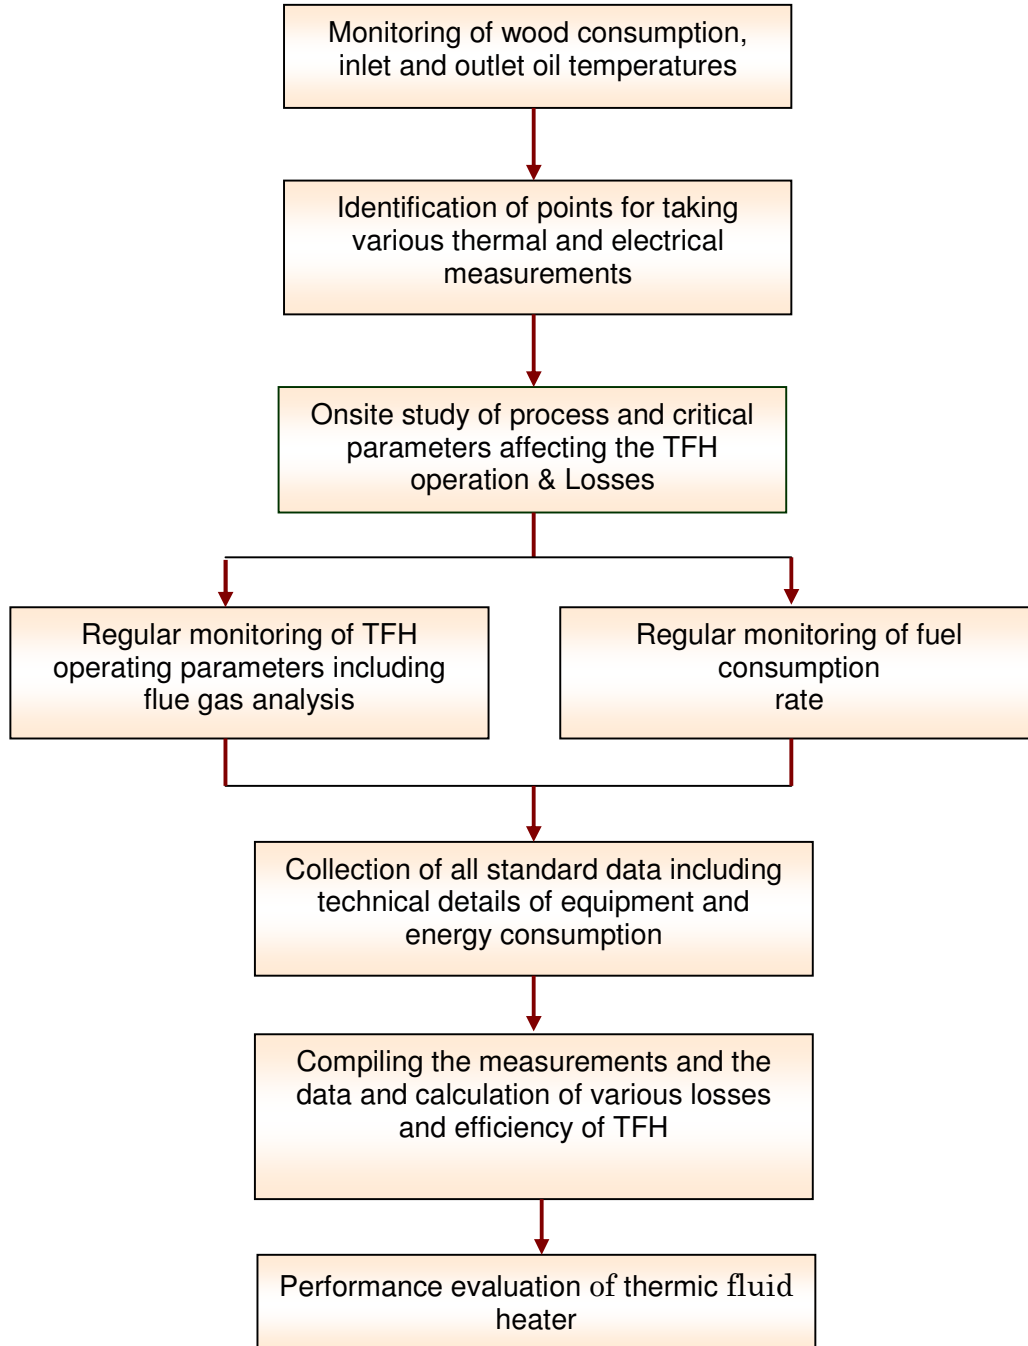 Monitoring of wood consumption,
inlet and outlet oil temperatures
Identification of points for taking
various thermal and electrical
measurements
Onsite study of process and critical
parameters affecting the TFH
operation & Losses
Regular monitoring of TFH
operating parameters including
flue gas analysis
Regular monitoring of fuel
consumption
rate
Collection of all standard data including
technical details of equipment and
energy consumption
Compiling the measurements and the
data and calculation of various losses
and efficiency of TFH
Performance evaluation of thermic fluid
heater